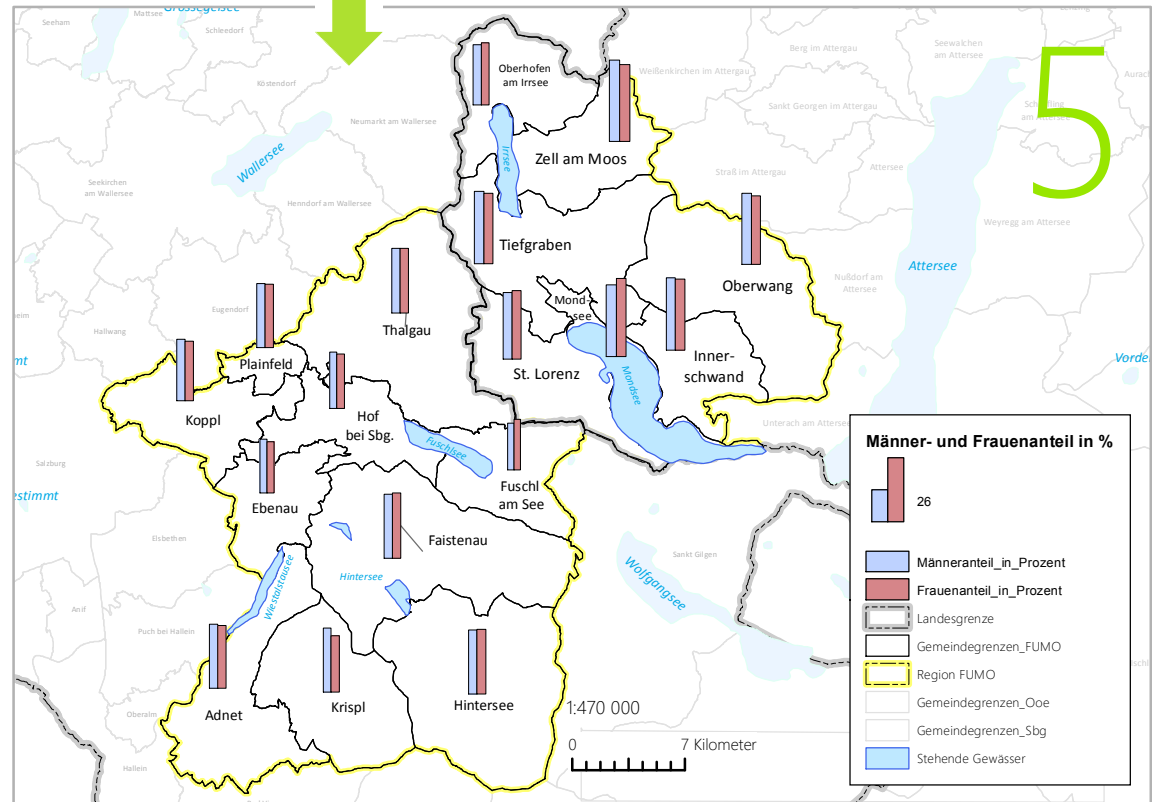 Grossegelsee
Mattsee
Seeham
Schleedorf
Köstendorf
Neumarkt am Wallersee
Wallersee
Seekirchen
am Wallersee
Henndorf am Wallersee
Eugendorf
Hallwang
Oberhofen
am Irrsee
Irrsee
Zell am Moos
Tiefgraben
Weißenkirchen im Attergau
Berg im Attergau
Seewalchen
am Attersee
Sankt Georgen im Attergau
5
Attersee
Straß im Attergau
Weyregg am Attersee
Nußdorf am
Attersee
Attersee
Oberwang
Mond-
see
St. Lorenz
Mondsee
Inner-
schwand
Unterach am Attersee
Thalgau
Plainfeld
Koppl
Hof
bei Sbg.
Fuschlsee
Fuschl
am See
Salzburg
Ebenau
Faistenau
Elsbethen
Hintersee
Wiestalstausee
Anif
Puch bei Hallein
Sankt Gilgen
Wolfgangsee
Adnet
Krispl
Hintersee
Oberalm
Hallein
1:470 000
0 7 Kilometer
Männer- und Frauenanteil in %
26
Männeranteil_in_Prozent
Frauenanteil_in_Prozent
Landesgrenze
Gemeindegrenzen_FUMO
Region FUMO
Gemeindegrenzen_Ooe
Gemeindegrenzen_Sbg
Stehende Gewässer